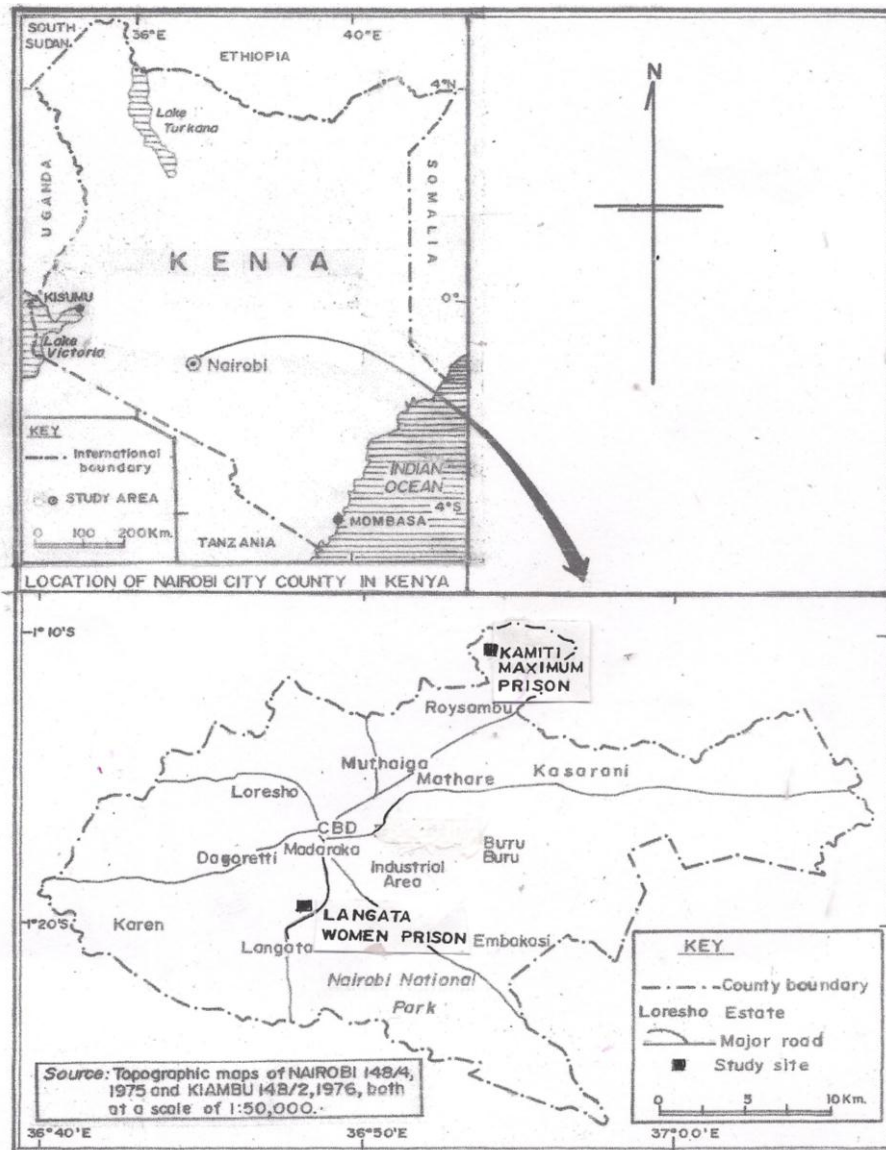 SOUTH
SUDAN
36°E
40°E
ETHIOPIA
4°N
Lake
Turkana
UGANDA
SOMALIA
KENYA
0°
KISUMU
Lake
Victoria
Nairobi
KEY
International
boundary
STUDY AREA
0 100 200Km.
INDIAN
OCEAN
4°S
MOMBASA
TANZANIA
LOCATION OF NAIROBI CITY COUNTY IN KENYA
N
1°10'S
KAMITI
MAXIMUM
PRISON
Roysambu
Muthaiga
Mathare
Kasarani
Loresho
CBD
Madaraka
Buru
Buru
Dagoretti
Industrial
Area
1°20'S
Karen
LANGATA
WOMEN PRISON
Langata
Embakasi
Nairobi National
Park
KEY
County boundary
Loresho Estate
Major road
Study site
0 5 10 Km.
Source: Topographic maps of NAIROBI 148/4,
1975 and KIAMBU 148/2, 1976, both
at a scale of 1:50,000.
36°40'E
36°50'E
37°00'E